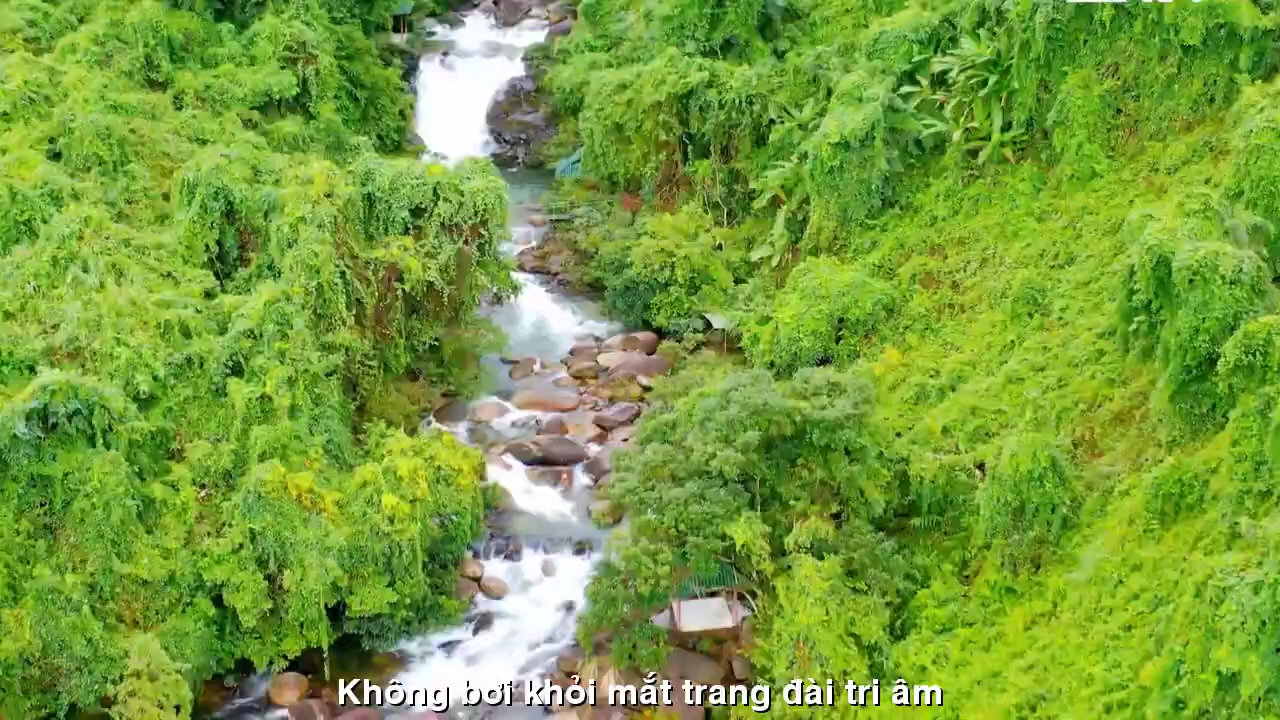 Không bơi khỏi mắt trang đài tri âm